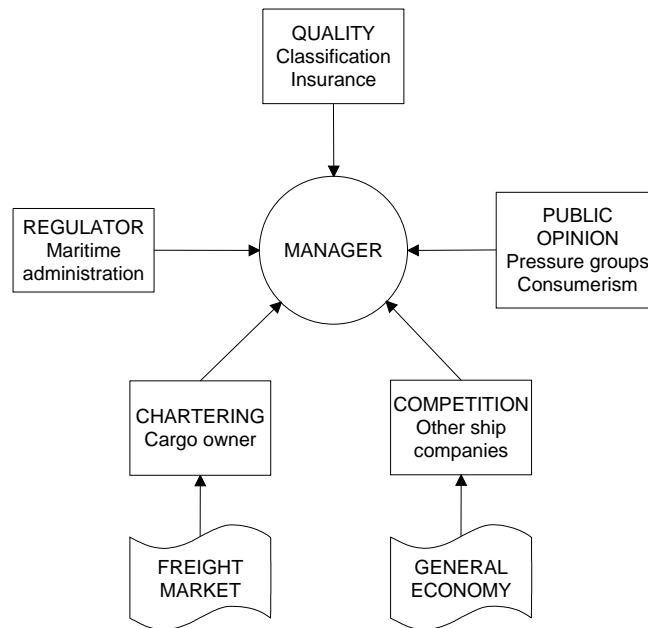 QUALITY
Classification
Insurance
REGULATOR
Maritime
administration
MANAGER
PUBLIC
OPINION
Pressure groups
Consumerism
CHARTERING
Cargo owner
COMPETITION
Other ship
companies
FREIGHT
MARKET
GENERAL
ECONOMY